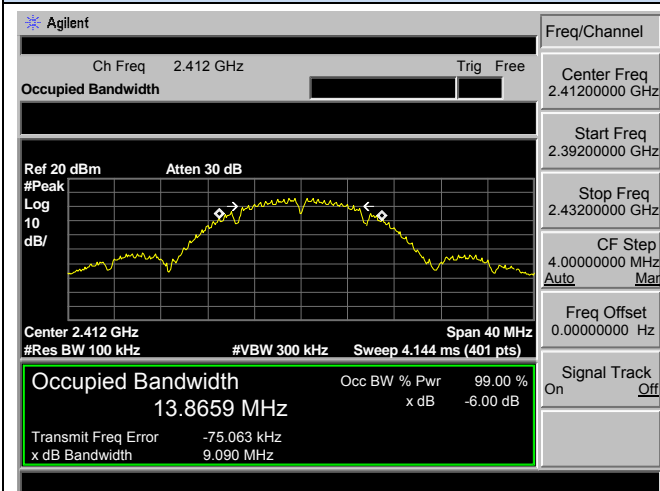 Agilent
Freq/Channel
Ch Freq 2.412 GHz Trig Free
Occupied Bandwidth
Center Freq
2.41200000 GHz
Start Freq
2.39200000 GHz
Ref 20 dBm Atten 30 dB
#Peak
Log
10
dB/
Stop Freq
2.43200000 GHz
CF Step
4.00000000 MHz
Auto Mar
Center 2.412 GHz Span 40 MHz
#Res BW 100 kHz #VBW 300 kHz Sweep 4.144 ms (401 pts)
Freq Offset
0.00000000 Hz
Occupied Bandwidth Occ BW % Pwr 99.00 %
13.8659 MHz x dB -6.00 dB
Signal Track
On Off
Transmit Freq Error -75.063 kHz
x dB Bandwidth 9.090 MHz